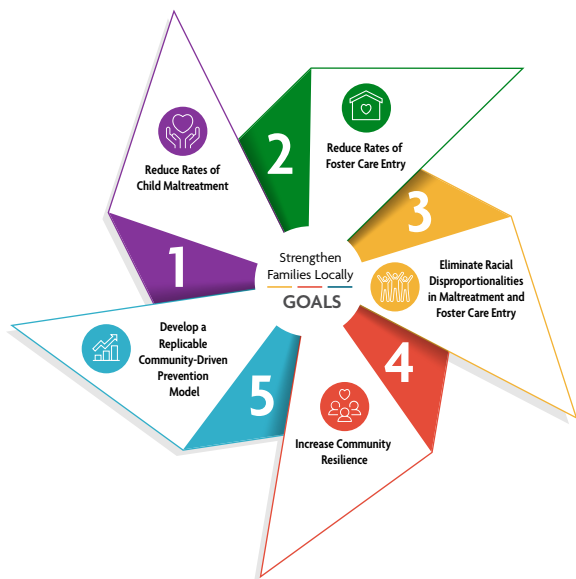 Strengthen
Families Locally
GOALS
1
Reduce Rates of
Child Maltreatment
2
Reduce Rates of
Foster Care Entry
3
Eliminate Racial
Disproportionalities
in Maltreatment and
Foster Care Entry
4
Increase Community
Resilience
5
Develop a
Replicable
Community-Driven
Prevention
Model